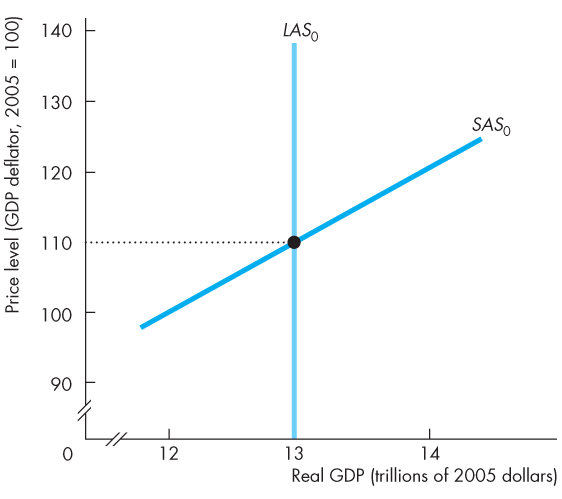 Price level (GDP deflator, 2005 = 100)
140
130
120
110
100
90
0
LAS₀
SAS₀
12
13
14
Real GDP (trillions of 2005 dollars)